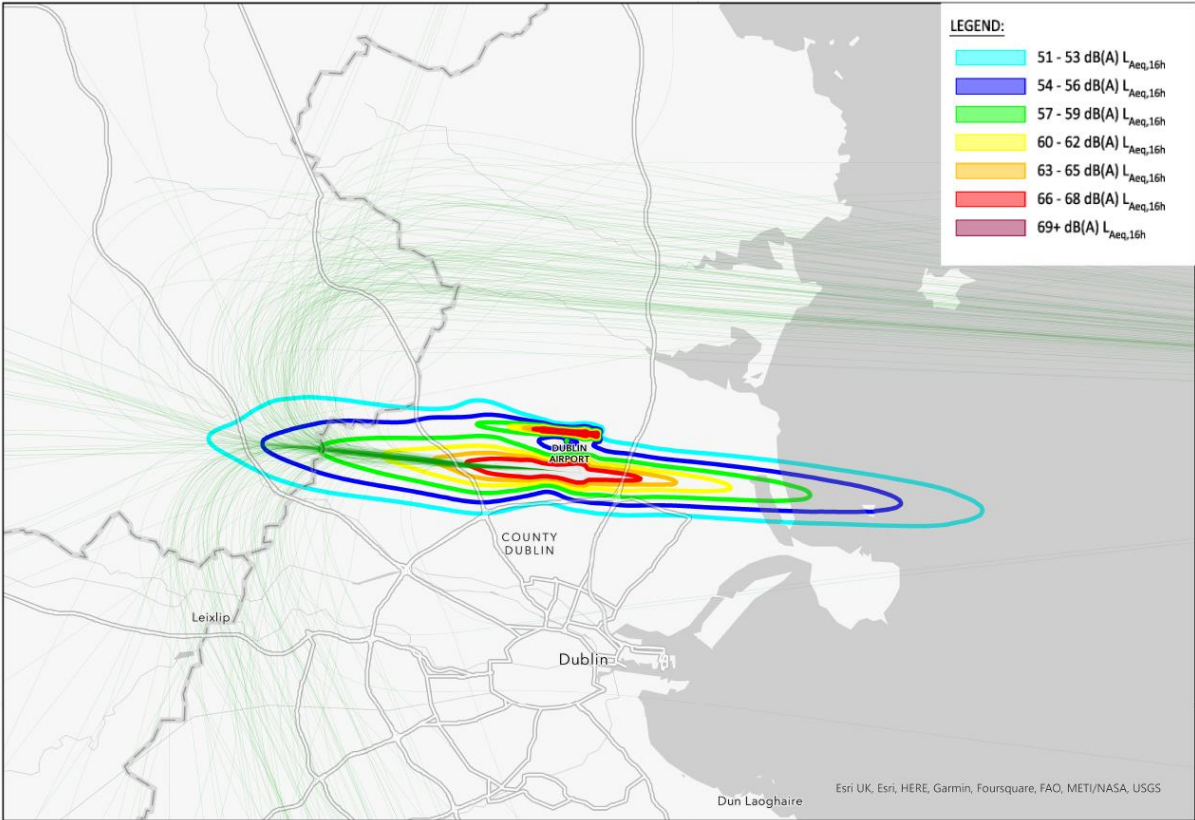 LEGEND:
51 - 53 dB(A) LAeq,16h
54 - 56 dB(A) LAeq,16h
57 - 59 dB(A) LAeq,16h
60 - 62 dB(A) LAeq,16h
63 - 65 dB(A) LAeq,16h
66 - 68 dB(A) LAeq,16h
69+ dB(A) LAeq,16h
DUBLIN
AIRPORT
COUNTY
DUBLIN
Leixlip
Dublin
Dun Laoghaire
Esri UK, Esri, HERE, Garmin, Foursquare, FAO, METI/NASA, USGS